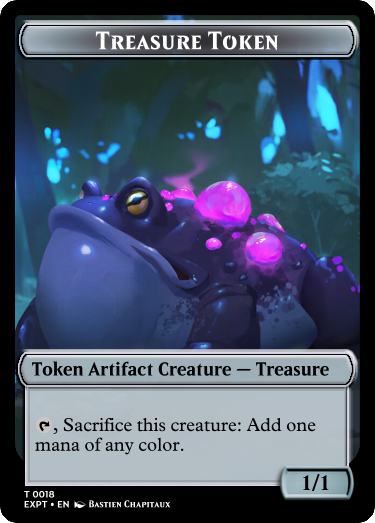 Treasure Token
Token Artifact Creature — Treasure
, Sacrifice this creature: Add one
mana of any color.
1/1
T 0018
EXPT • EN Bastien Chapitaux